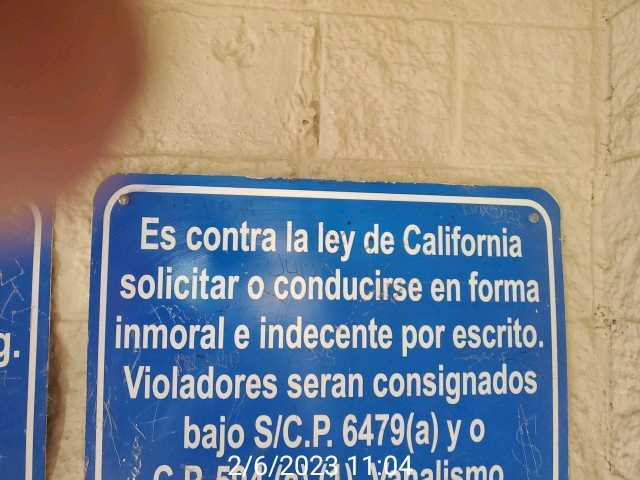 Es contra la ley de California
solicitar o conducirse en forma
inmoral e indecente por escrito.
Violadores seran consignados
bajo S/C.P. 6479(a) y o
C.P. Vanalismo
2/6/2023 11:04
g.